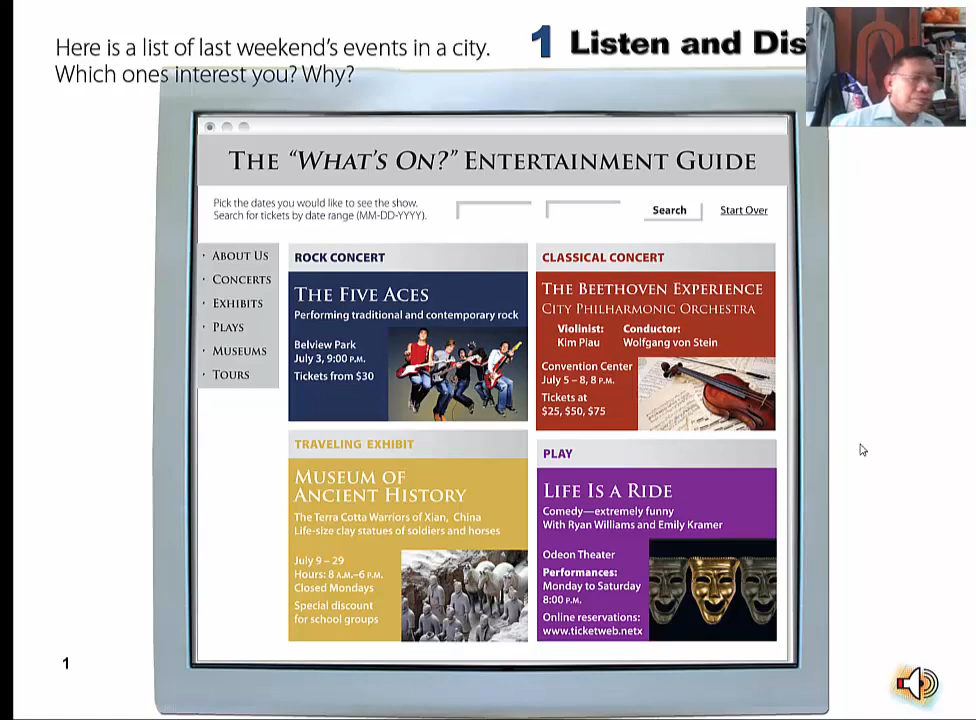 Here is a list of last weekend's events in a city.
Which ones interest you? Why?
1 Listen and Dis
THE "WHAT'S ON?" ENTERTAINMENT GUIDE
Pick the dates you would like to see the show.
Search for tickets by date range (MM-DD-YYYY).
Search
Start Over
· ABOUT US
· CONCERTS
· EXHIBITS
· PLAYS
· MUSEUMS
· TOURS
ROCK CONCERT
THE FIVE ACES
Performing traditional and contemporary rock
Belview Park
July 3, 9:00 P.M.
Tickets from $30
CLASSICAL CONCERT
THE BEETHOVEN EXPERIENCE
CITY PHILHARMONIC ORCHESTRA
Violinist: Conductor:
Kim Piau Wolfgang von Stein
Convention Center
July 5 – 8, 8 P.M.
Tickets at
$25, $50, $75
TRAVELING EXHIBIT
MUSEUM OF
ANCIENT HISTORY
The Terra Cotta Warriors of Xian, China
Life-size clay statues of soldiers and horses
July 9 – 29
Hours: 8 A.M.–6 P.M.
Closed Mondays
Special discount
for school groups
PLAY
LIFE IS A RIDE
Comedy—extremely funny
With Ryan Williams and Emily Kramer
Odeon Theater
Performances:
Monday to Saturday
8:00 P.M.
Online reservations:
www.ticketweb.netx
1